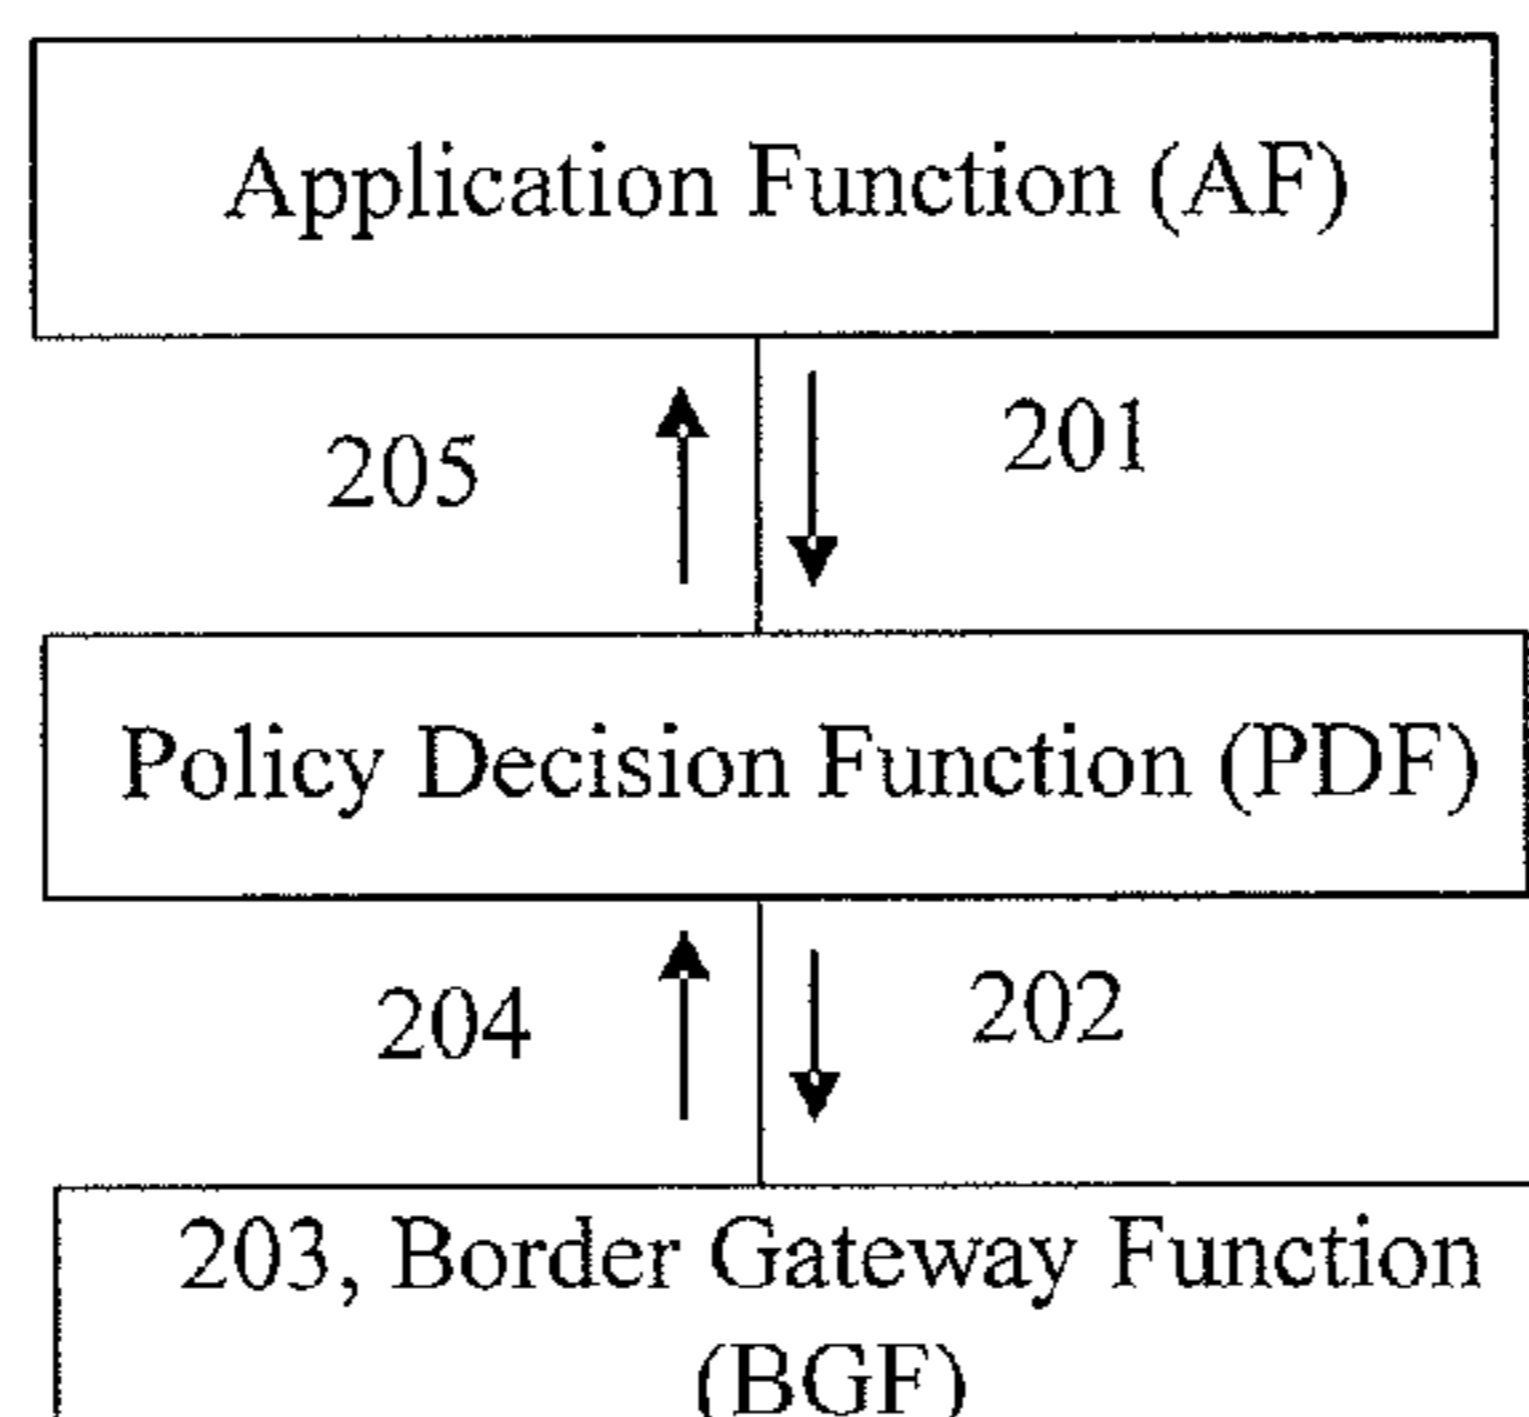 Application Function (AF)
201
205
Policy Decision Function (PDF)
202
204
203, Border Gateway Function
(BGF)